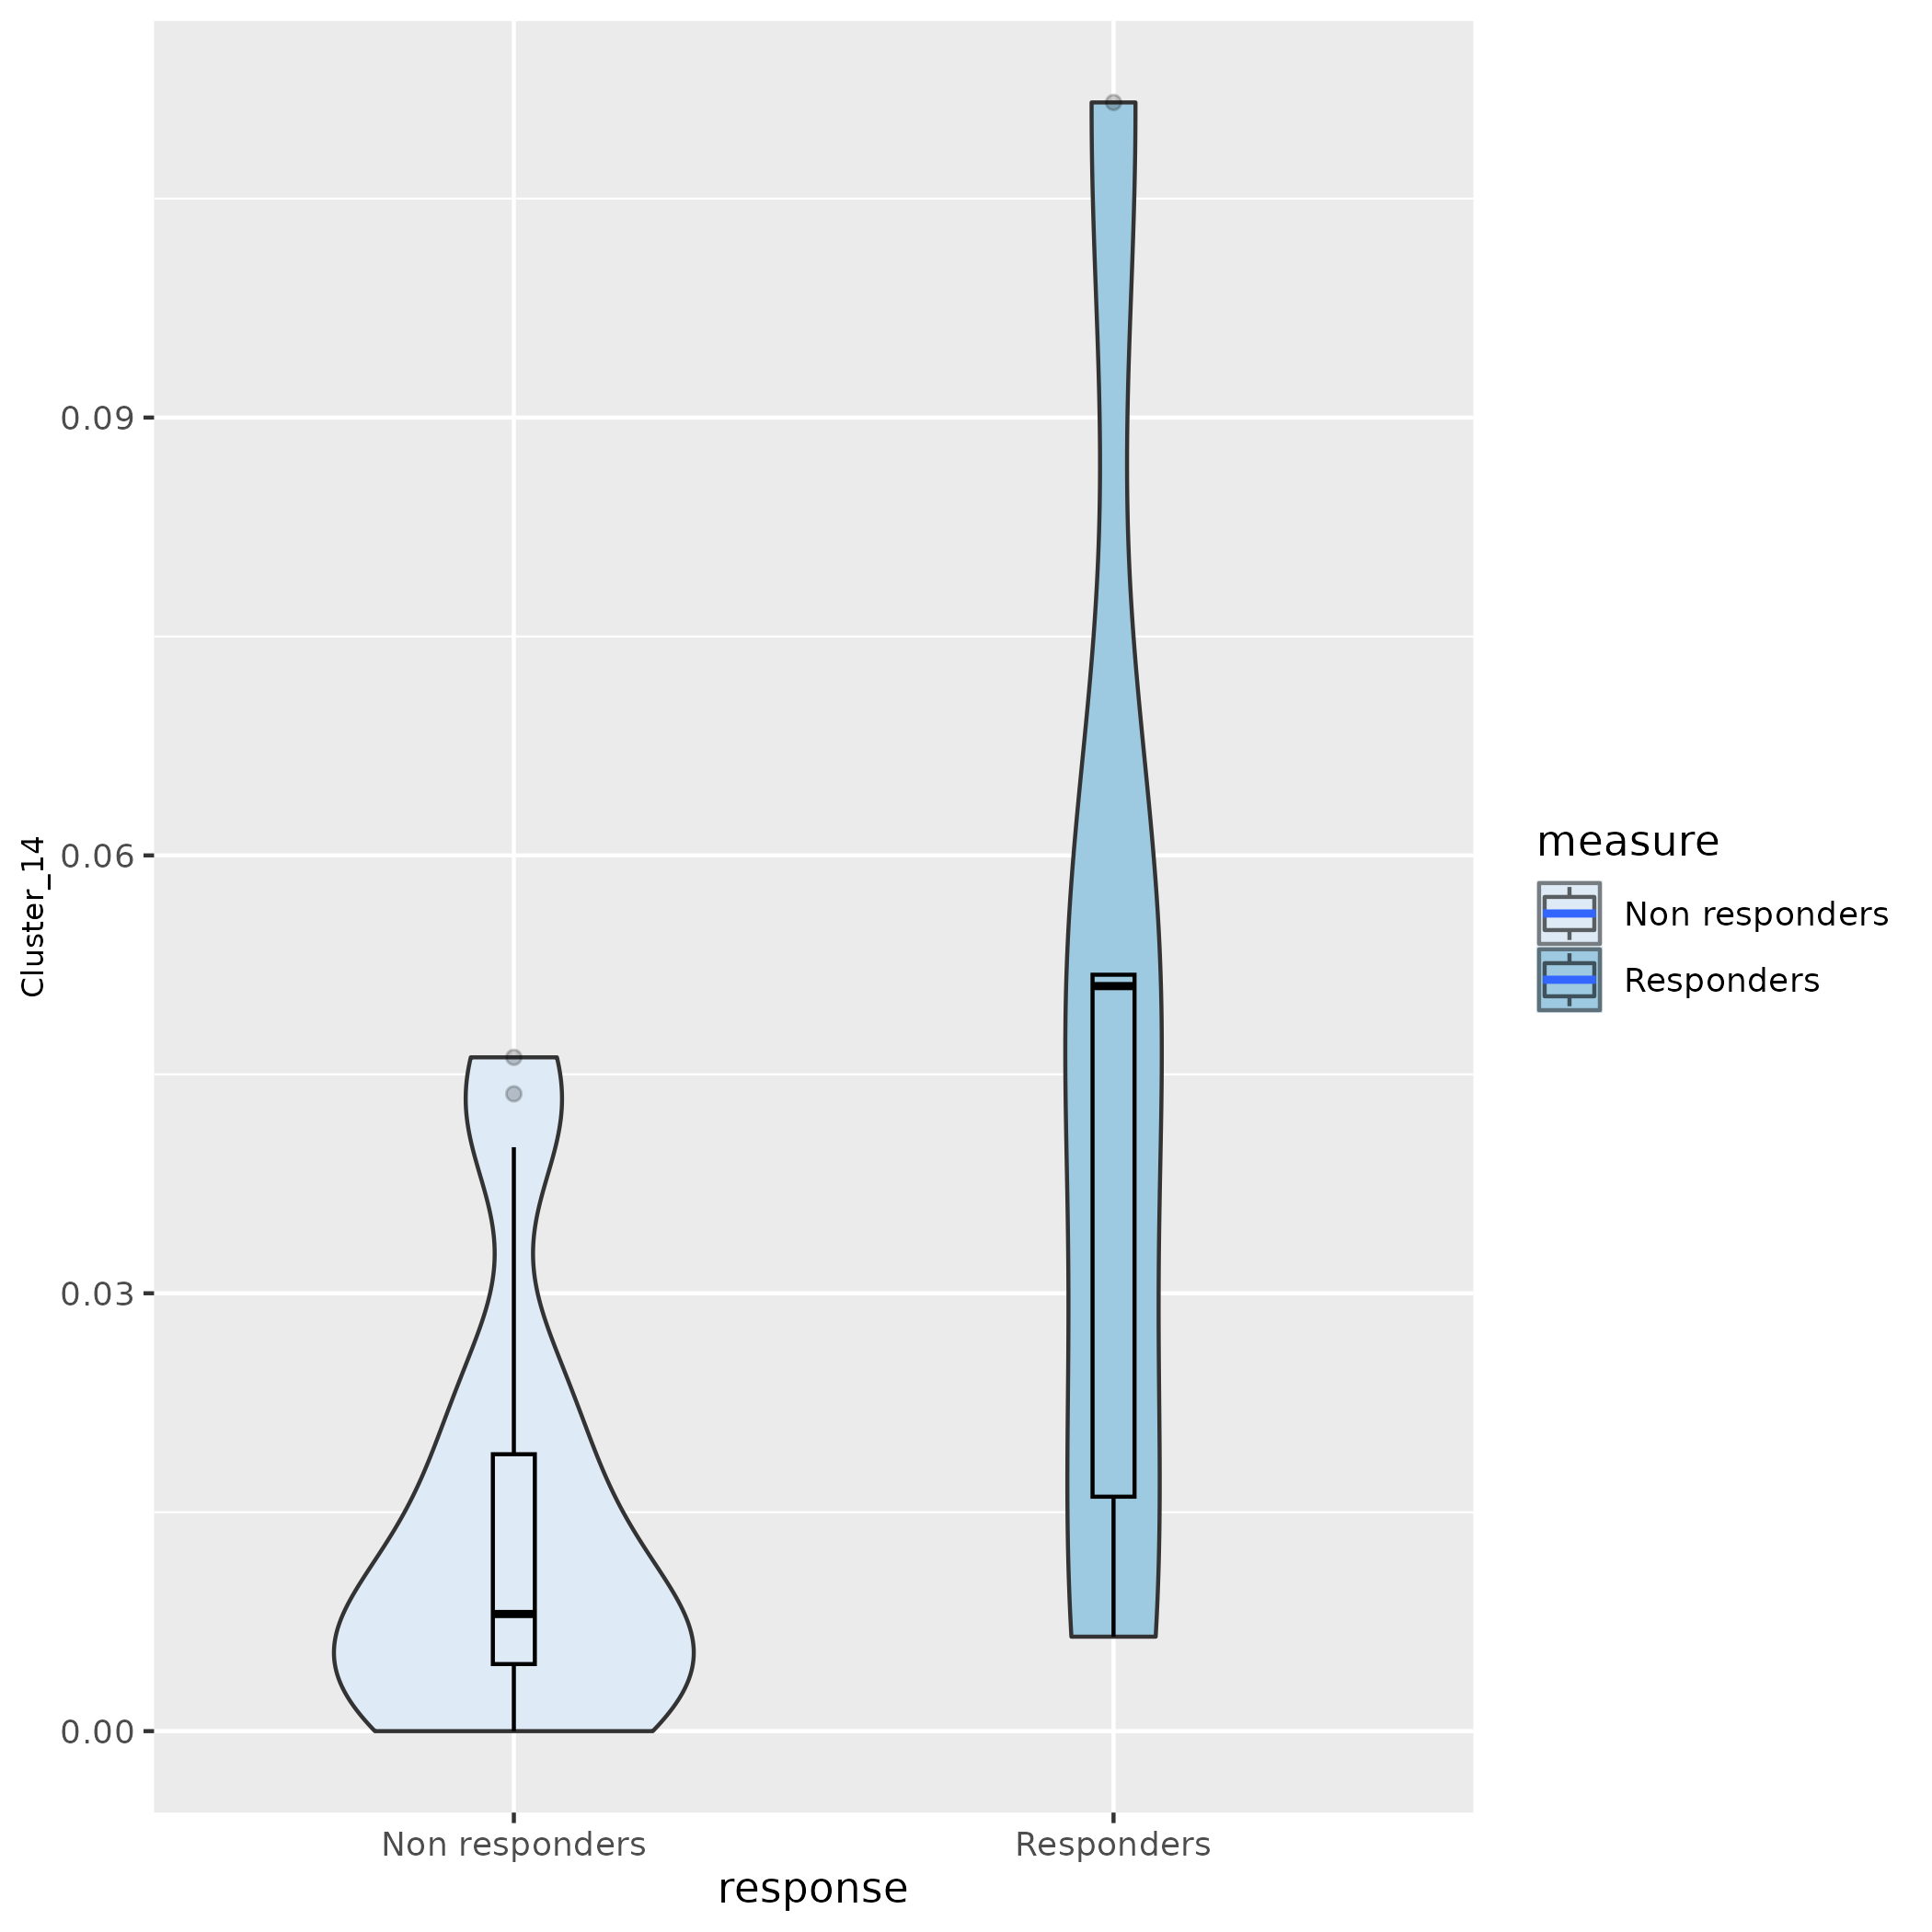 Cluster_14
0.09
0.06
0.03
0.00
Non responders
Responders
response
measure
Non responders
Responders